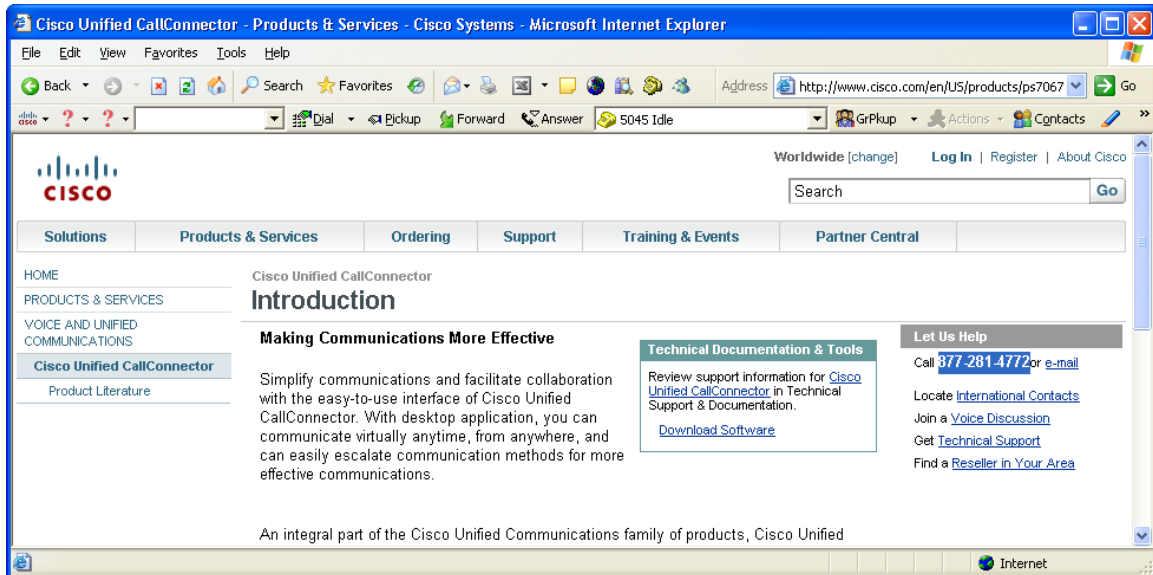 Cisco Unified CallConnector - Products & Services - Cisco Systems - Microsoft Internet Explorer
File Edit View Favorites Tools Help
Back Search Favorites Address http://www.cisco.com/en/US/products/ps7067 Go
Dial Pickup Forward Answer 5045 Idle GrPkup Actions Contacts »
Worldwide [change] Log In | Register | About Cisco
CISCO
Search Go
Solutions Products & Services Ordering Support Training & Events Partner Central
HOME
PRODUCTS & SERVICES
VOICE AND UNIFIED
COMMUNICATIONS
Cisco Unified CallConnector
Product Literature
Cisco Unified CallConnector
Introduction
Making Communications More Effective
Simplify communications and facilitate collaboration
with the easy-to-use interface of Cisco Unified
CallConnector. With desktop application, you can
communicate virtually anytime, from anywhere, and
can easily escalate communication methods for more
effective communications.
An integral part of the Cisco Unified Communications family of products, Cisco Unified
Technical Documentation & Tools
Review support information for Cisco
Unified CallConnector in Technical
Support & Documentation.
Download Software
Let Us Help
Call 877-281-4772 or e-mail
Locate International Contacts
Join a Voice Discussion
Get Technical Support
Find a Reseller in Your Area
Internet